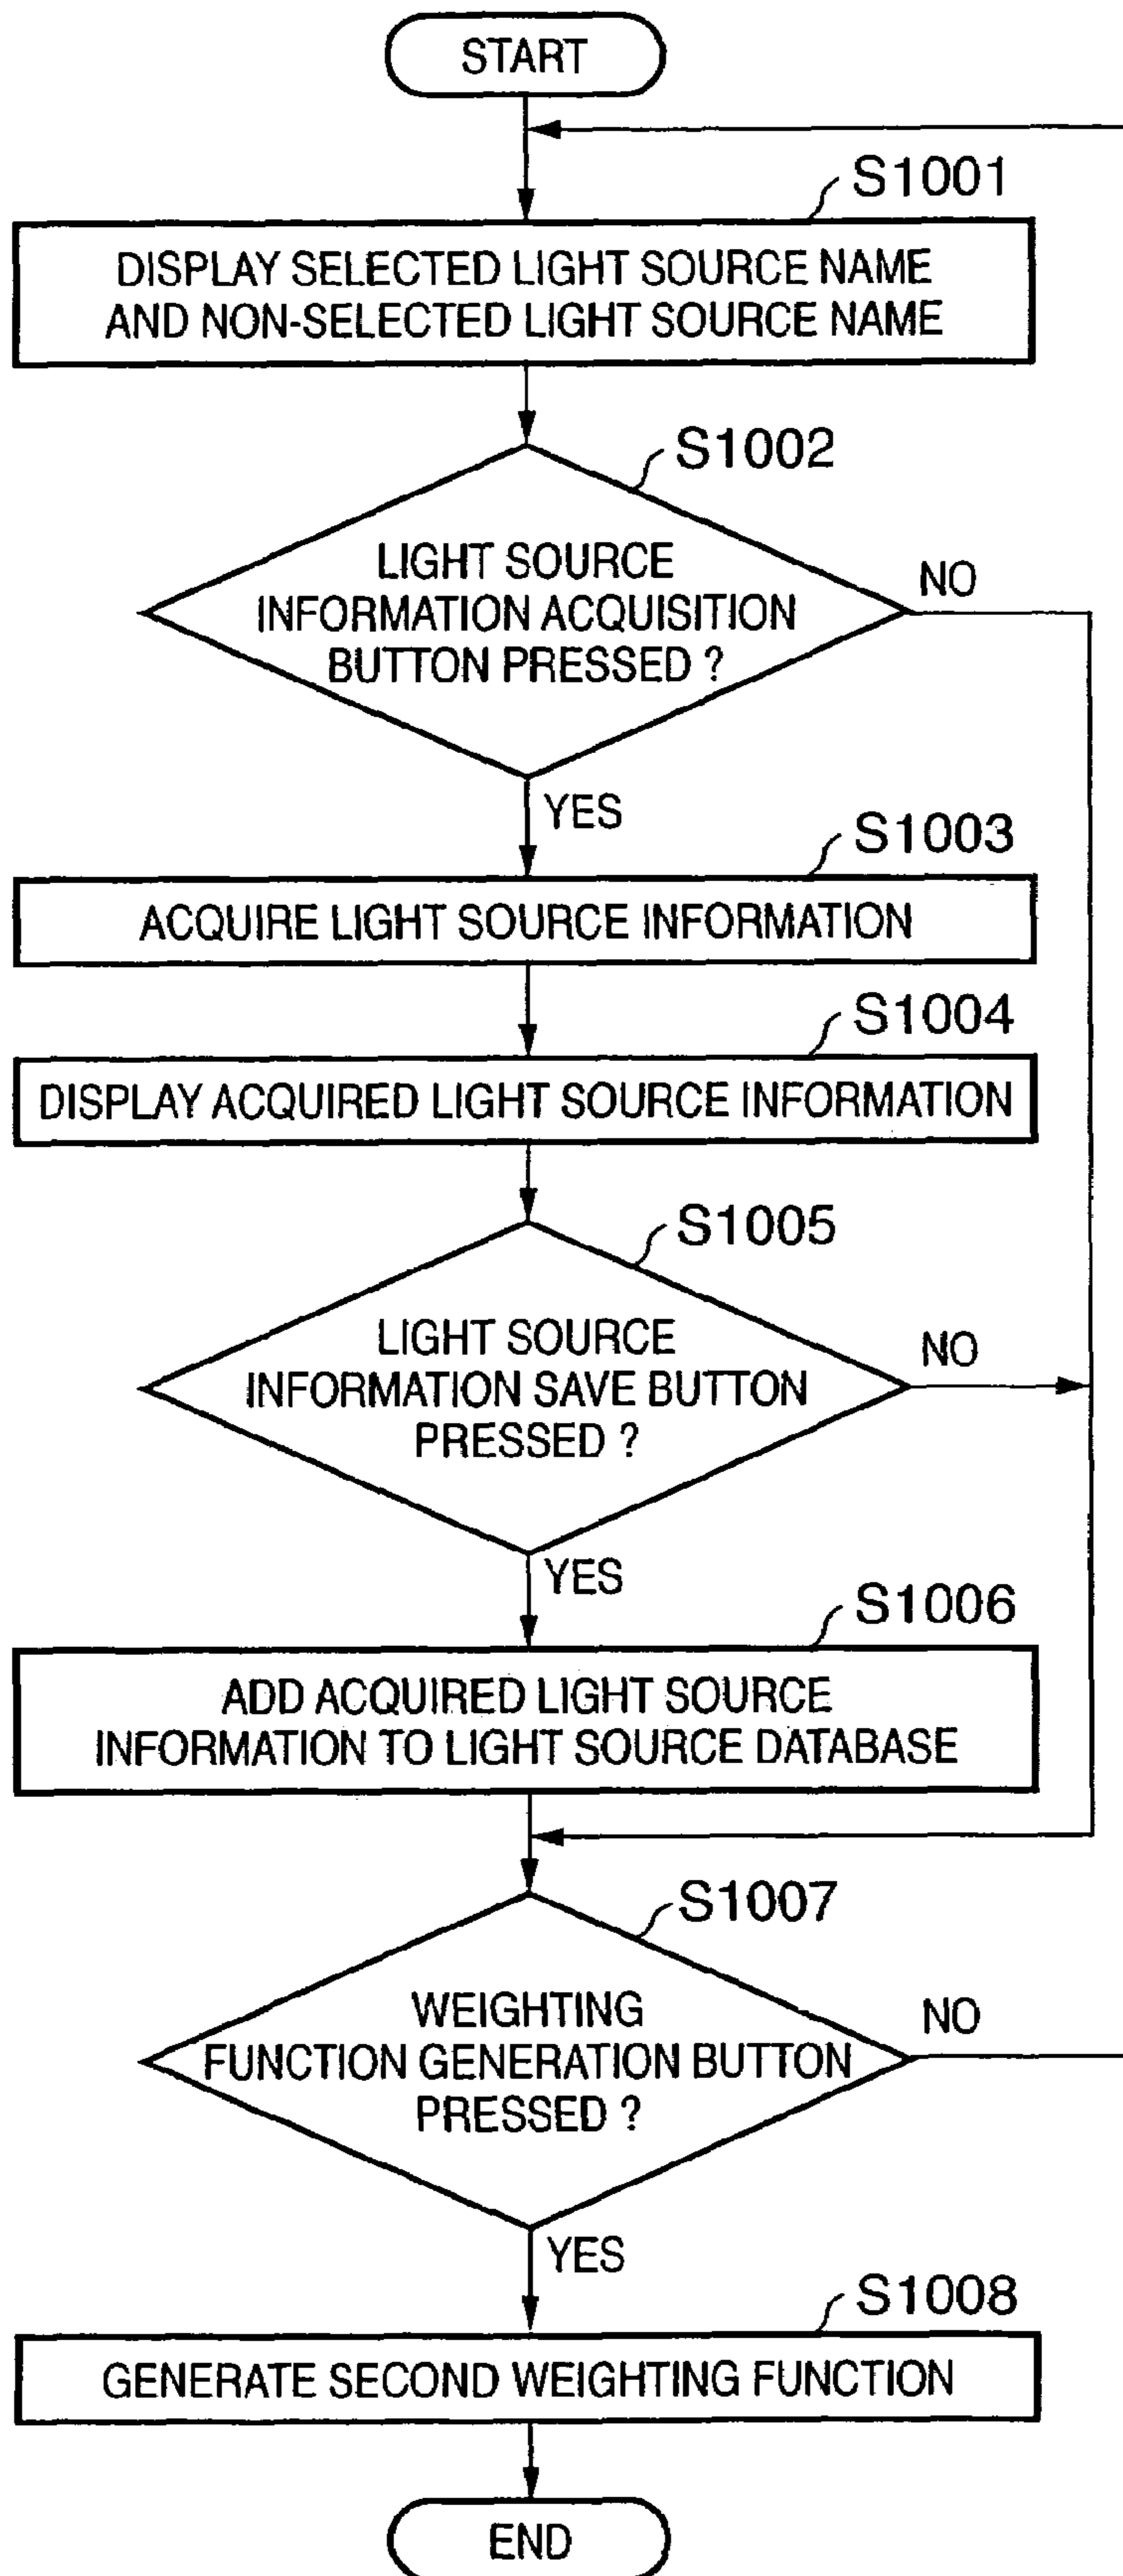 START
S1001
DISPLAY SELECTED LIGHT SOURCE NAME
AND NON-SELECTED LIGHT SOURCE NAME
S1002
LIGHT SOURCE
INFORMATION ACQUISITION
BUTTON PRESSED ?
NO
YES
S1003
ACQUIRE LIGHT SOURCE INFORMATION
S1004
DISPLAY ACQUIRED LIGHT SOURCE INFORMATION
S1005
LIGHT SOURCE
INFORMATION SAVE BUTTON
PRESSED ?
NO
YES
S1006
ADD ACQUIRED LIGHT SOURCE
INFORMATION TO LIGHT SOURCE DATABASE
S1007
WEIGHTING
FUNCTION GENERATION BUTTON
PRESSED ?
NO
YES
S1008
GENERATE SECOND WEIGHTING FUNCTION
END